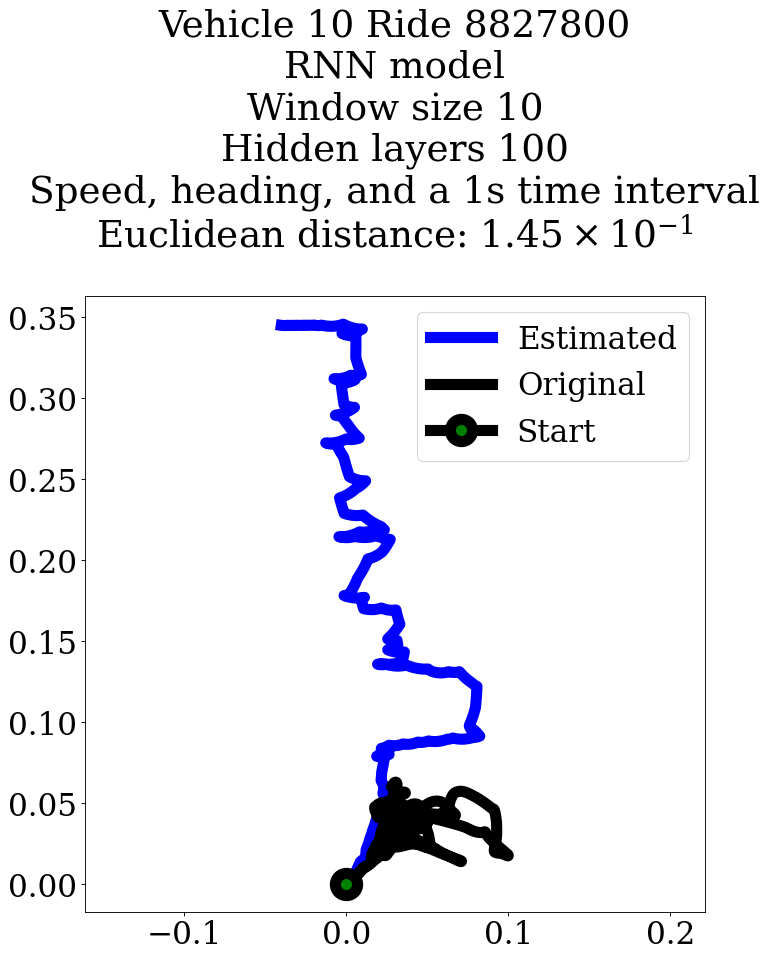 Vehicle 10 Ride 8827800
RNN model
Window size 10
Hidden layers 100
Speed, heading, and a 1s time interval
Euclidean distance: 1.45 × 10⁻¹
0.35
0.30
0.25
0.20
0.15
0.10
0.05
0.00
−0.1
0.0
0.1
0.2
Estimated
Original
Start